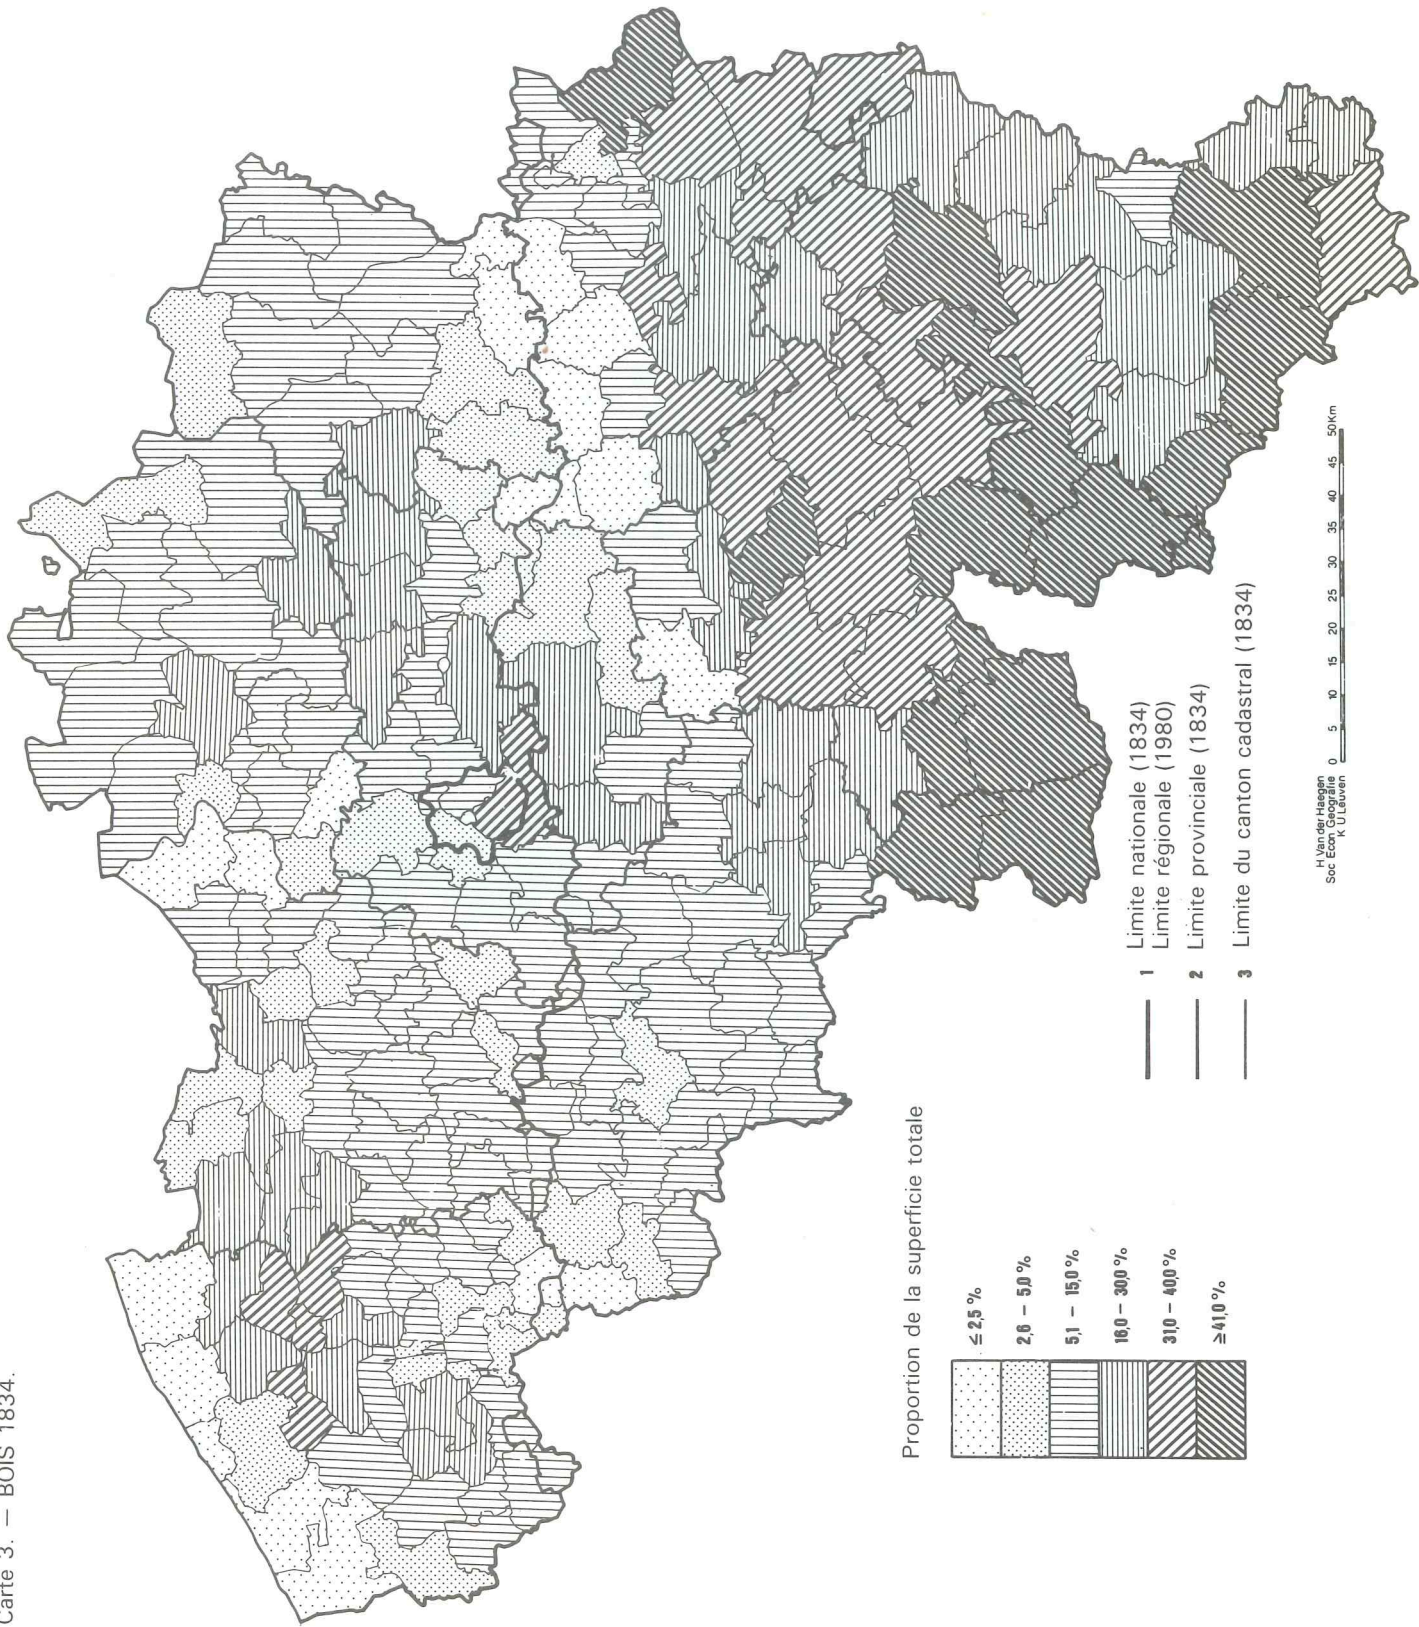 Carte 3. — BOIS 1834.
Proportion de la superficie totale
≤ 2,5 %
2,6 – 5,0 %
5,1 – 15,0 %
16,0 – 30,0 %
31,0 – 40,0 %
≥ 41,0 %
1 Limite nationale (1834)
Limite régionale (1980)
2 Limite provinciale (1834)
3 Limite du canton cadastral (1834)
H Van der Haegen
Soc Econ Geografie
K U Leuven
0 5 10 15 20 25 30 35 40 45 50 Km